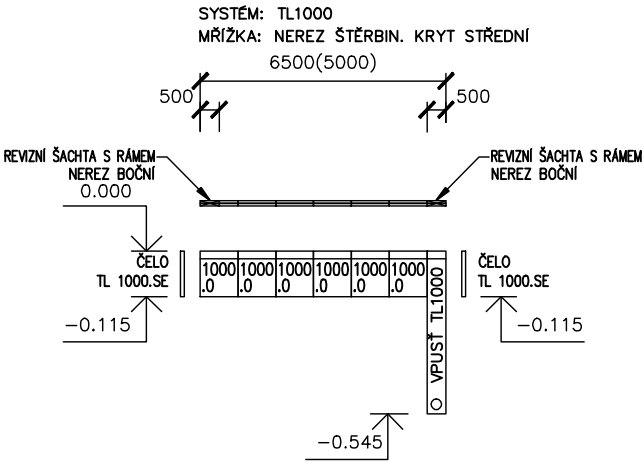 SYSTÉM: TL1000
MŘÍŽKA: NEREZ ŠTĚRBIN. KRYT STŘEDNÍ
6500(5000)
500
500
REVIZNÍ ŠACHTA S RÁMEM
NEREZ BOČNÍ
REVIZNÍ ŠACHTA S RÁMEM
NEREZ BOČNÍ
0.000
ČELO
TL 1000.SE
1000
.0
1000
.0
1000
.0
1000
.0
1000
.0
1000
.0
VPUSŤ TL1000
ČELO
TL 1000.SE
-0.115
-0.115
-0.545